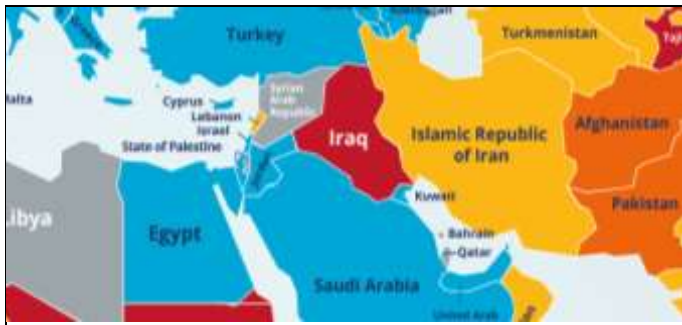 Turkey
Turkmenistan
Malta
Cyprus
Syrian
Arab
Republic
Lebanon
Israel
State of Palestine
Iraq
Islamic Republic
of Iran
Afghanistan
Pakistan
Kuwait
Libya
Egypt
Bahrain
Qatar
Saudi Arabia
United Arab